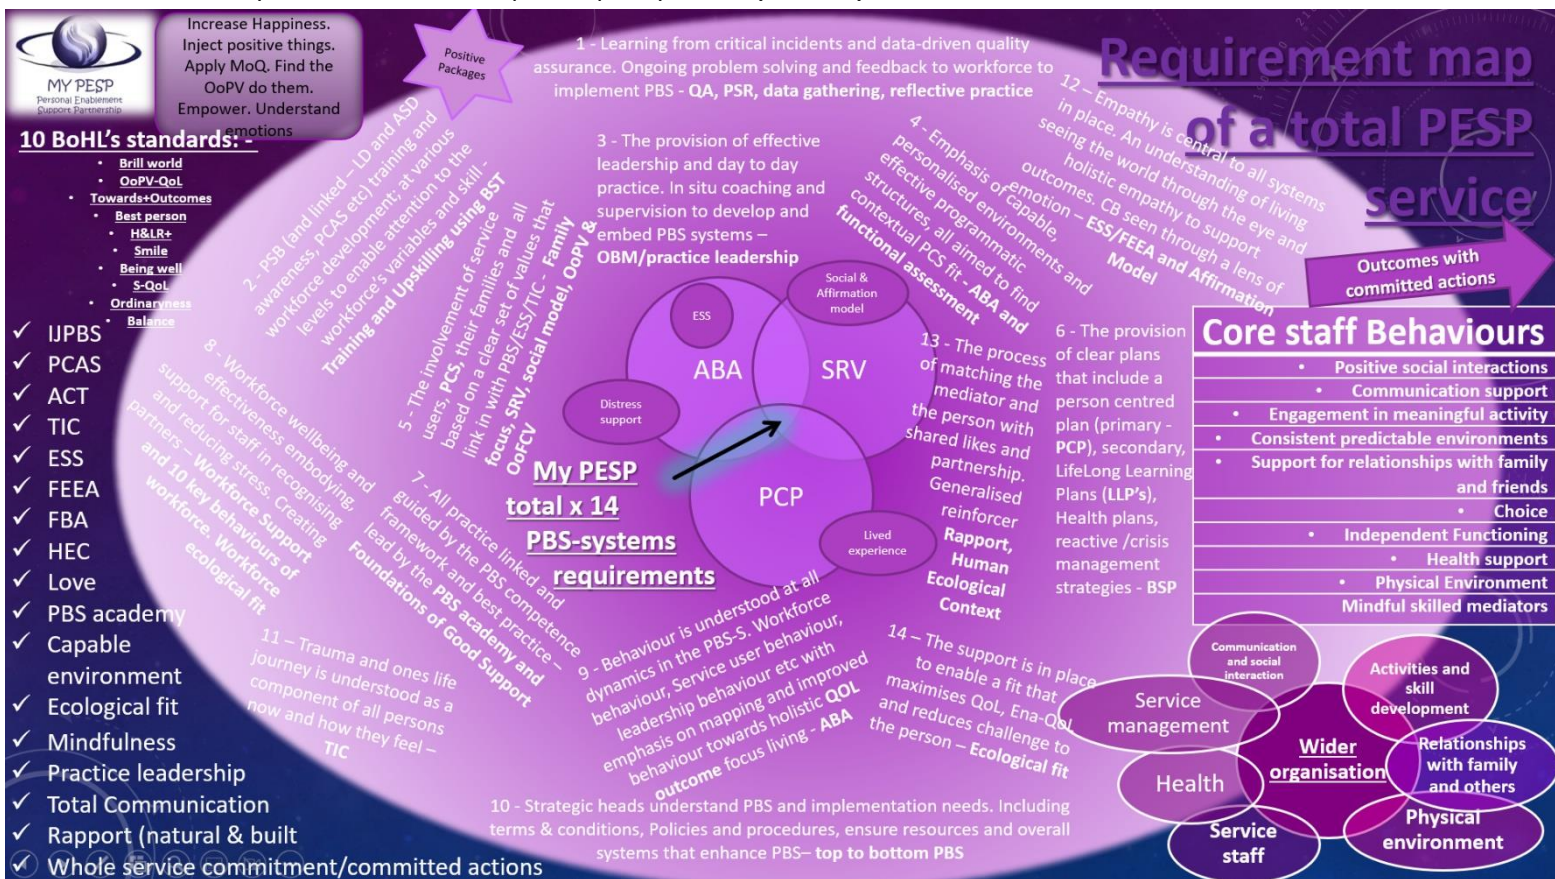 MY PESP
Personal Enablement
Support Partnership
Increase Happiness.
Inject positive things.
Apply MoQ. Find the
OoPV do them.
Empower. Understand
emotions
Positive
Packages
Requirement map
of a total PESP
service
10 BoHL's standards: -
• Brill world
• OoPV-QoL
• Towards+Outcomes
• Best person
• H&LR+
• Smile
• Being well
• S-QoL
• Ordinaryness
• Balance
✓ IJPBS
✓ PCAS
✓ ACT
✓ TIC
✓ ESS
✓ FEEA
✓ FBA
✓ HEC
✓ Love
✓ PBS academy
✓ Capable
environment
✓ Ecological fit
✓ Mindfulness
✓ Practice leadership
✓ Total Communication
✓ Rapport (natural & built
✓ Whole service commitment/committed actions
1 - Learning from critical incidents and data-driven quality
assurance. Ongoing problem solving and feedback to workforce to
implement PBS - QA, PSR, data gathering, reflective practice
2 - PSB (and linked – LD and ASD
awareness, PCAS etc) training and
workforce development; at various
levels to enable attention to the
workforce's variables and skill -
Training and Upskilling using BST
3 - The provision of effective
leadership and day to day
practice. In situ coaching and
supervision to develop and
embed PBS systems –
OBM/practice leadership
4 - Emphasis of capable,
personalised environments and
effective programmatic
structures, all aimed to find
contextual PCS fit - ABA and
functional assessment
12 – Empathy is central to all systems
in place. An understanding of living
seeing the world through the eye and
holistic empathy to support
outcomes. CB seen through a lens of
emotion – ESS/FEEA and Affirmation
Model
5 - The involvement of service
users, PCS, their families and all
based on a clear set of values that
link in with PBS/ESS/TIC - Family
focus, SRV, social model, OoPV &
OoFCV
8 - Workforce wellbeing and
effectiveness embodying,
support for staff in recognising
and reducing stress. Creating
partners – Workforce Support
and 10 key behaviours of
workforce. Workforce
ecological fit
7 - All practice linked and
guided by the PBS competence
framework and best practice –
lead by the PBS academy and
Foundations of Good Support
11 – Trauma and ones life
journey is understood as a
component of all persons
now and how they feel –
TIC
ESS
ABA
Social &
Affirmation
model
SRV
Distress
support
PCP
Lived
experience
My PESP
total x 14
PBS-systems
requirements
13 - The process
of matching the
mediator and
the person with
shared likes and
partnership.
Generalised
reinforcer
Rapport,
Human
Ecological
Context
6 - The provision
of clear plans
that include a
person centred
plan (primary -
PCP), secondary,
LifeLong Learning
Plans (LLP's),
Health plans,
reactive /crisis
management
strategies - BSP
9 - Behaviour is understood at all
dynamics in the PBS-S. Workforce
behaviour, Service user behaviour,
leadership behaviour etc with
emphasis on mapping and improved
behaviour towards holistic QOL
outcome focus living - ABA
14 – The support is in place
to enable a fit that
maximises QoL, Ena-QoL
and reduces challenge to
the person – Ecological fit
10 - Strategic heads understand PBS and implementation needs. Including
terms & conditions, Policies and procedures, ensure resources and overall
systems that enhance PBS– top to bottom PBS
Outcomes with
committed actions
Core staff Behaviours
• Positive social interactions
• Communication support
• Engagement in meaningful activity
• Consistent predictable environments
• Support for relationships with family
and friends
• Choice
• Independent Functioning
• Health support
• Physical Environment
Mindful skilled mediators
Communication
and social
interaction
Activities and
skill
development
Service
management
Wider
organisation
Relationships
with family
and others
Health
Service
staff
Physical
environment